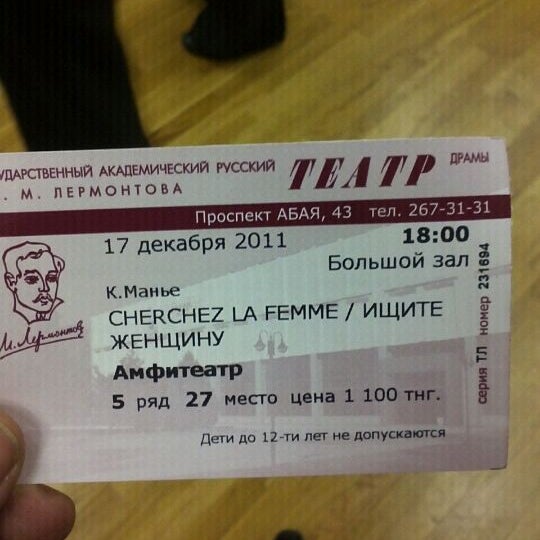 УДАРСТВЕННЫЙ АКАДЕМИЧЕСКИЙ РУССКИЙ ТЕАТР ДРАМЫ
. М. ЛЕРМОНТОВА
Проспект АБАЯ, 43 тел. 267-31-31
17 декабря 2011 18:00
Большой зал
К.Манье
CHERCHEZ LA FEMME / ИЩИТЕ
ЖЕНЩИНУ
Амфитеатр
5 ряд 27 место цена 1 100 тнг.
Дети до 12-ти лет не допускаются
М.Лермонтов
серия ТЛ номер 231694